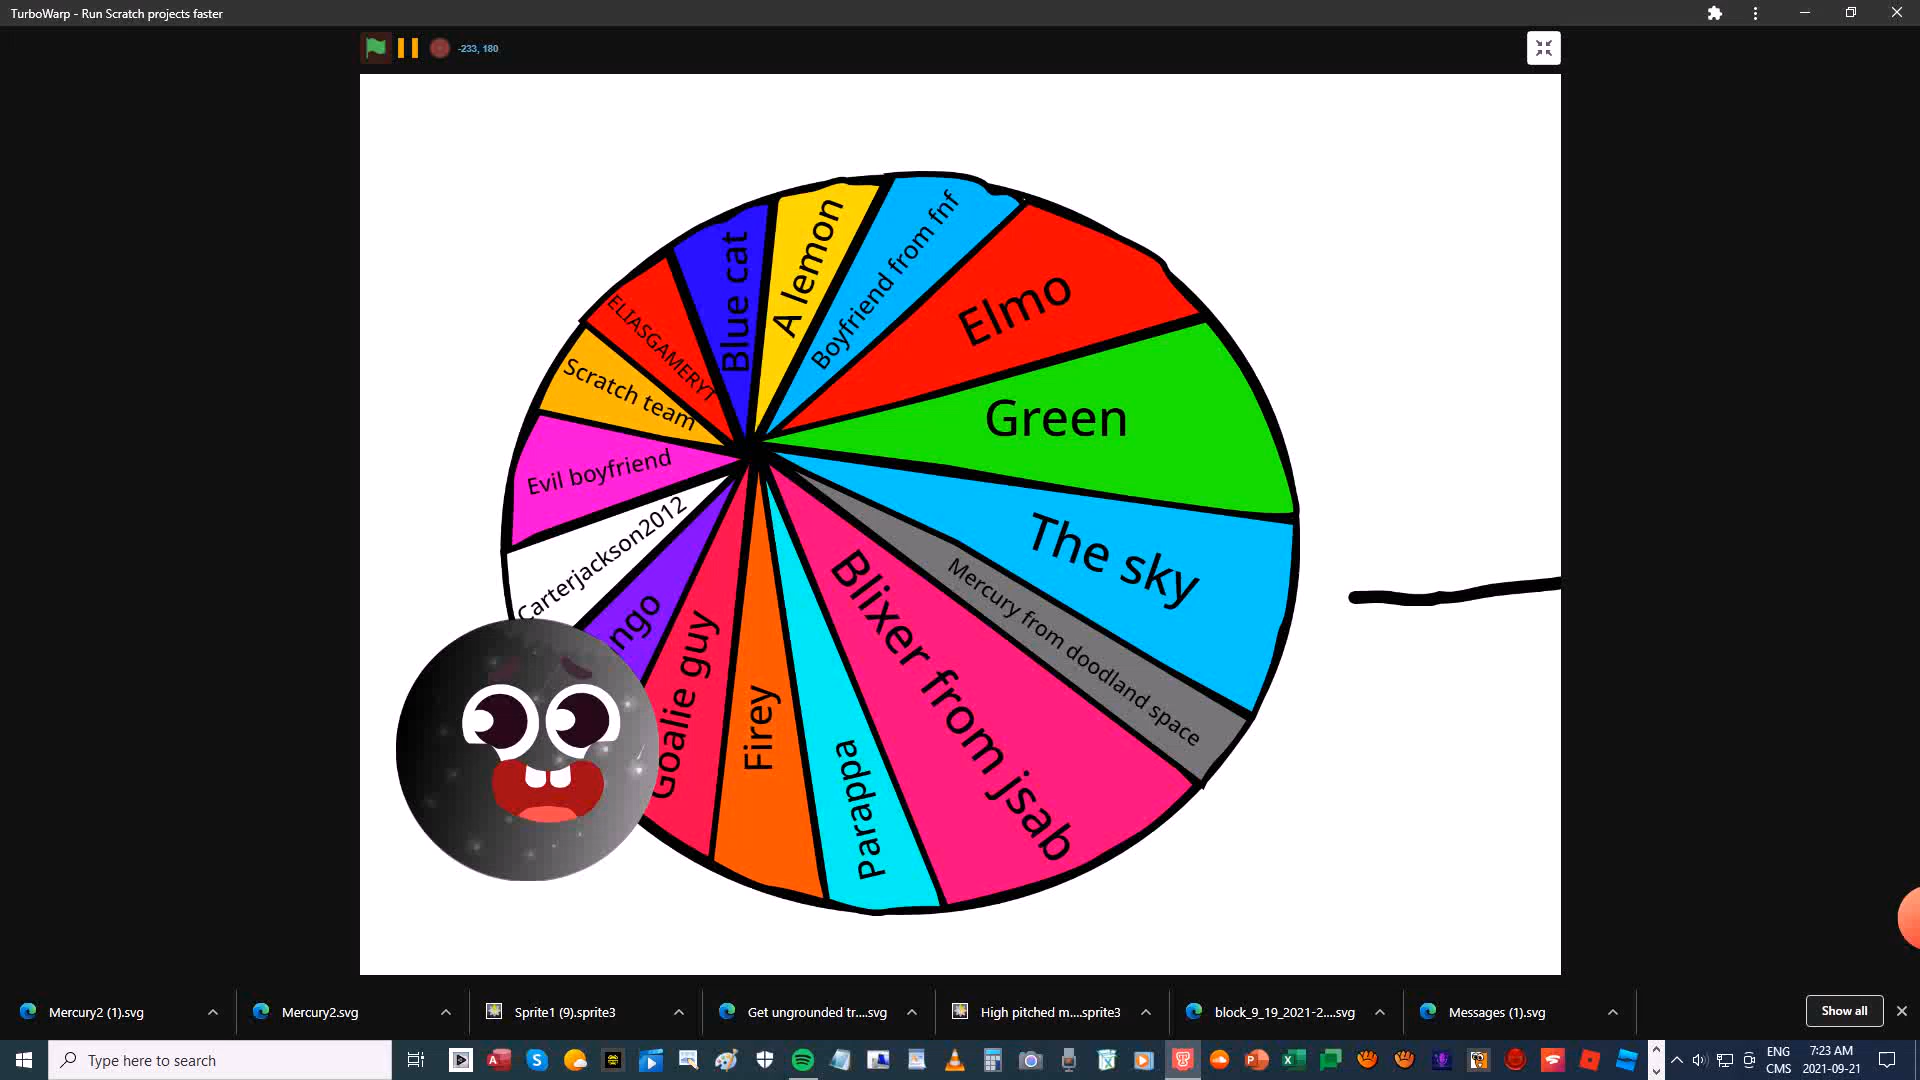 TurboWarp - Run Scratch projects faster
-233, 180
Blue cat
A lemon
Boyfriend from fnf
Elmo
Green
The sky
Mercury from doodland space
Blixer from jsab
Parappa
Firey
Goalie guy
ngo
Carterjackson2012
Evil boyfriend
Scratch team
ELIASGAMERYT
Mercury2 (1).svg
Mercury2.svg
Sprite1 (9).sprite3
Get ungrounded tr....svg
High pitched m....sprite3
block_9_19_2021-2....svg
Messages (1).svg
Show all
Type here to search
ENG
CMS
7:23 AM
2021-09-21